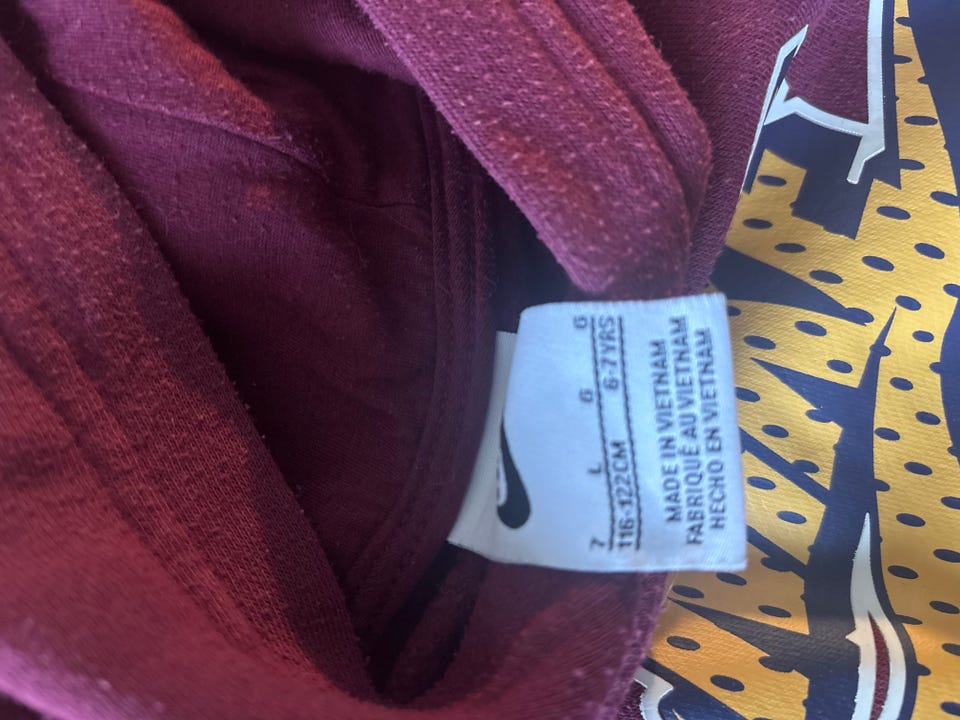 7 L G G
116-122CM 6-7YRS
MADE IN VIETNAM
FABRIQUÉ AU VIETNAM
HECHO EN VIETNAM